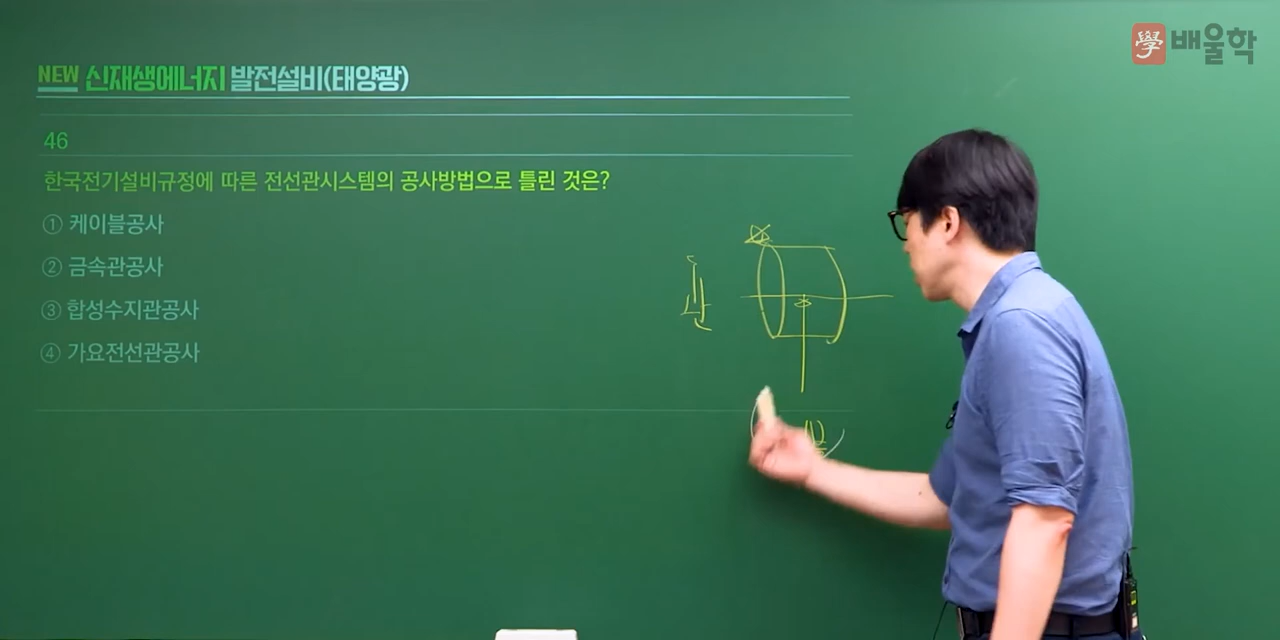 學 배울학
NEW 신재생에너지 발전설비(태양광)
46
한국전기설비규정에 따른 전선관시스템의 공사방법으로 틀린 것은?
① 케이블공사
② 금속관공사
③ 합성수지관공사
④ 가요전선관공사
관